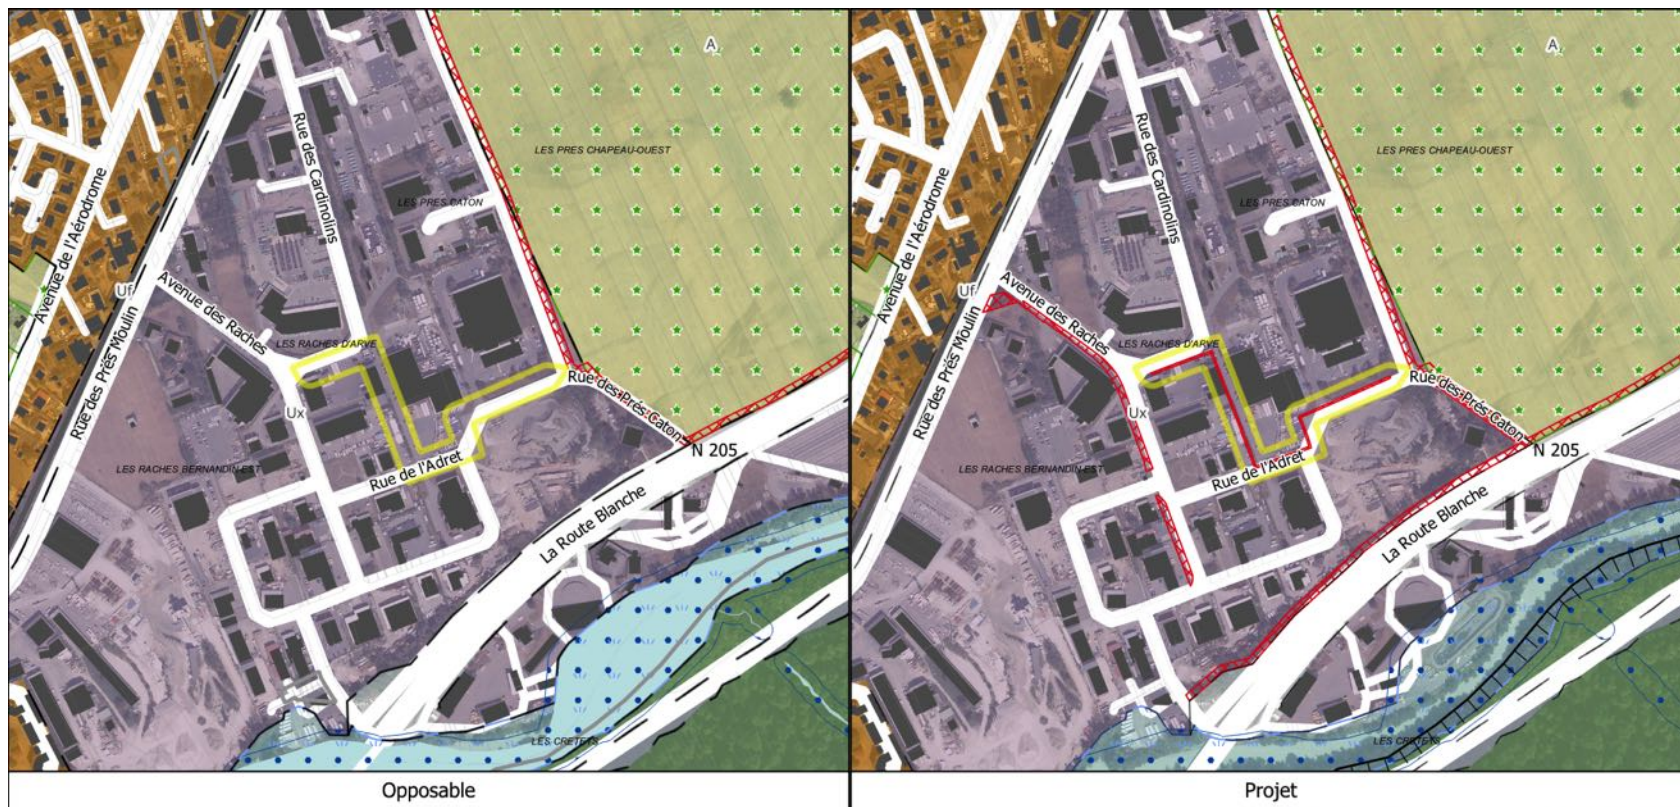 A
LES PRES CHAPEAU-OUEST
Rue des Cardinolins
Avenue de l'Aérodrome
LES PRES CATON
Uf
Avenue des Raches
Rue des Prés Moulin
LES RACHES D'ARVE
Rue des Prés Caton
Ux
N 205
LES RACHES BERNANDIN-EST
Rue de l'Adret
La Route Blanche
LES CRETETS
Opposable
A
LES PRES CHAPEAU-OUEST
Rue des Cardinolins
Avenue de l'Aérodrome
LES PRES CATON
Uf
Avenue des Raches
Rue des Prés Moulin
LES RACHES D'ARVE
Rue des Prés Caton
Ux
N 205
LES RACHES BERNANDIN-EST
Rue de l'Adret
La Route Blanche
LES CRETETS
Projet